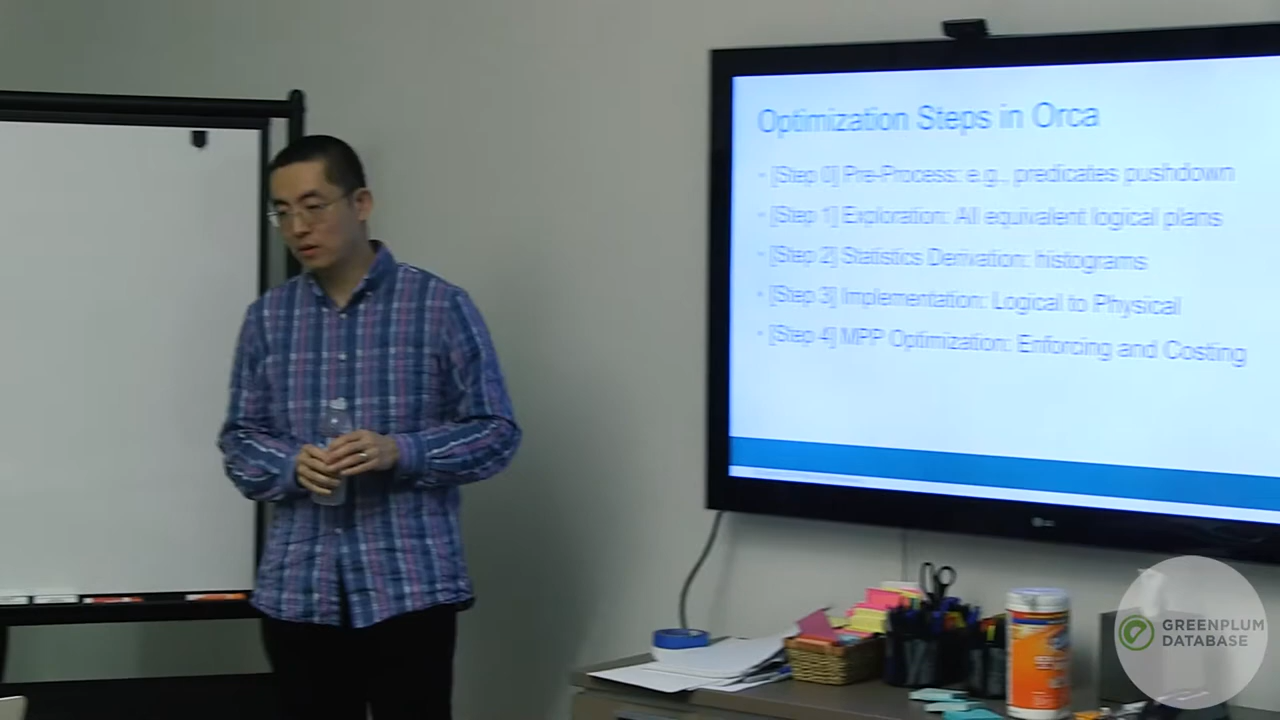 Optimization Steps in Orca
• [Step 0] Pre-Process: e.g., predicates pushdown
• [Step 1] Exploration: All equivalent logical plans
• [Step 2] Statistics Derivation: histograms
• [Step 3] Implementation: Logical to Physical
• [Step 4] MPP Optimization: Enforcing and Costing
LG
GREENPLUM
DATABASE